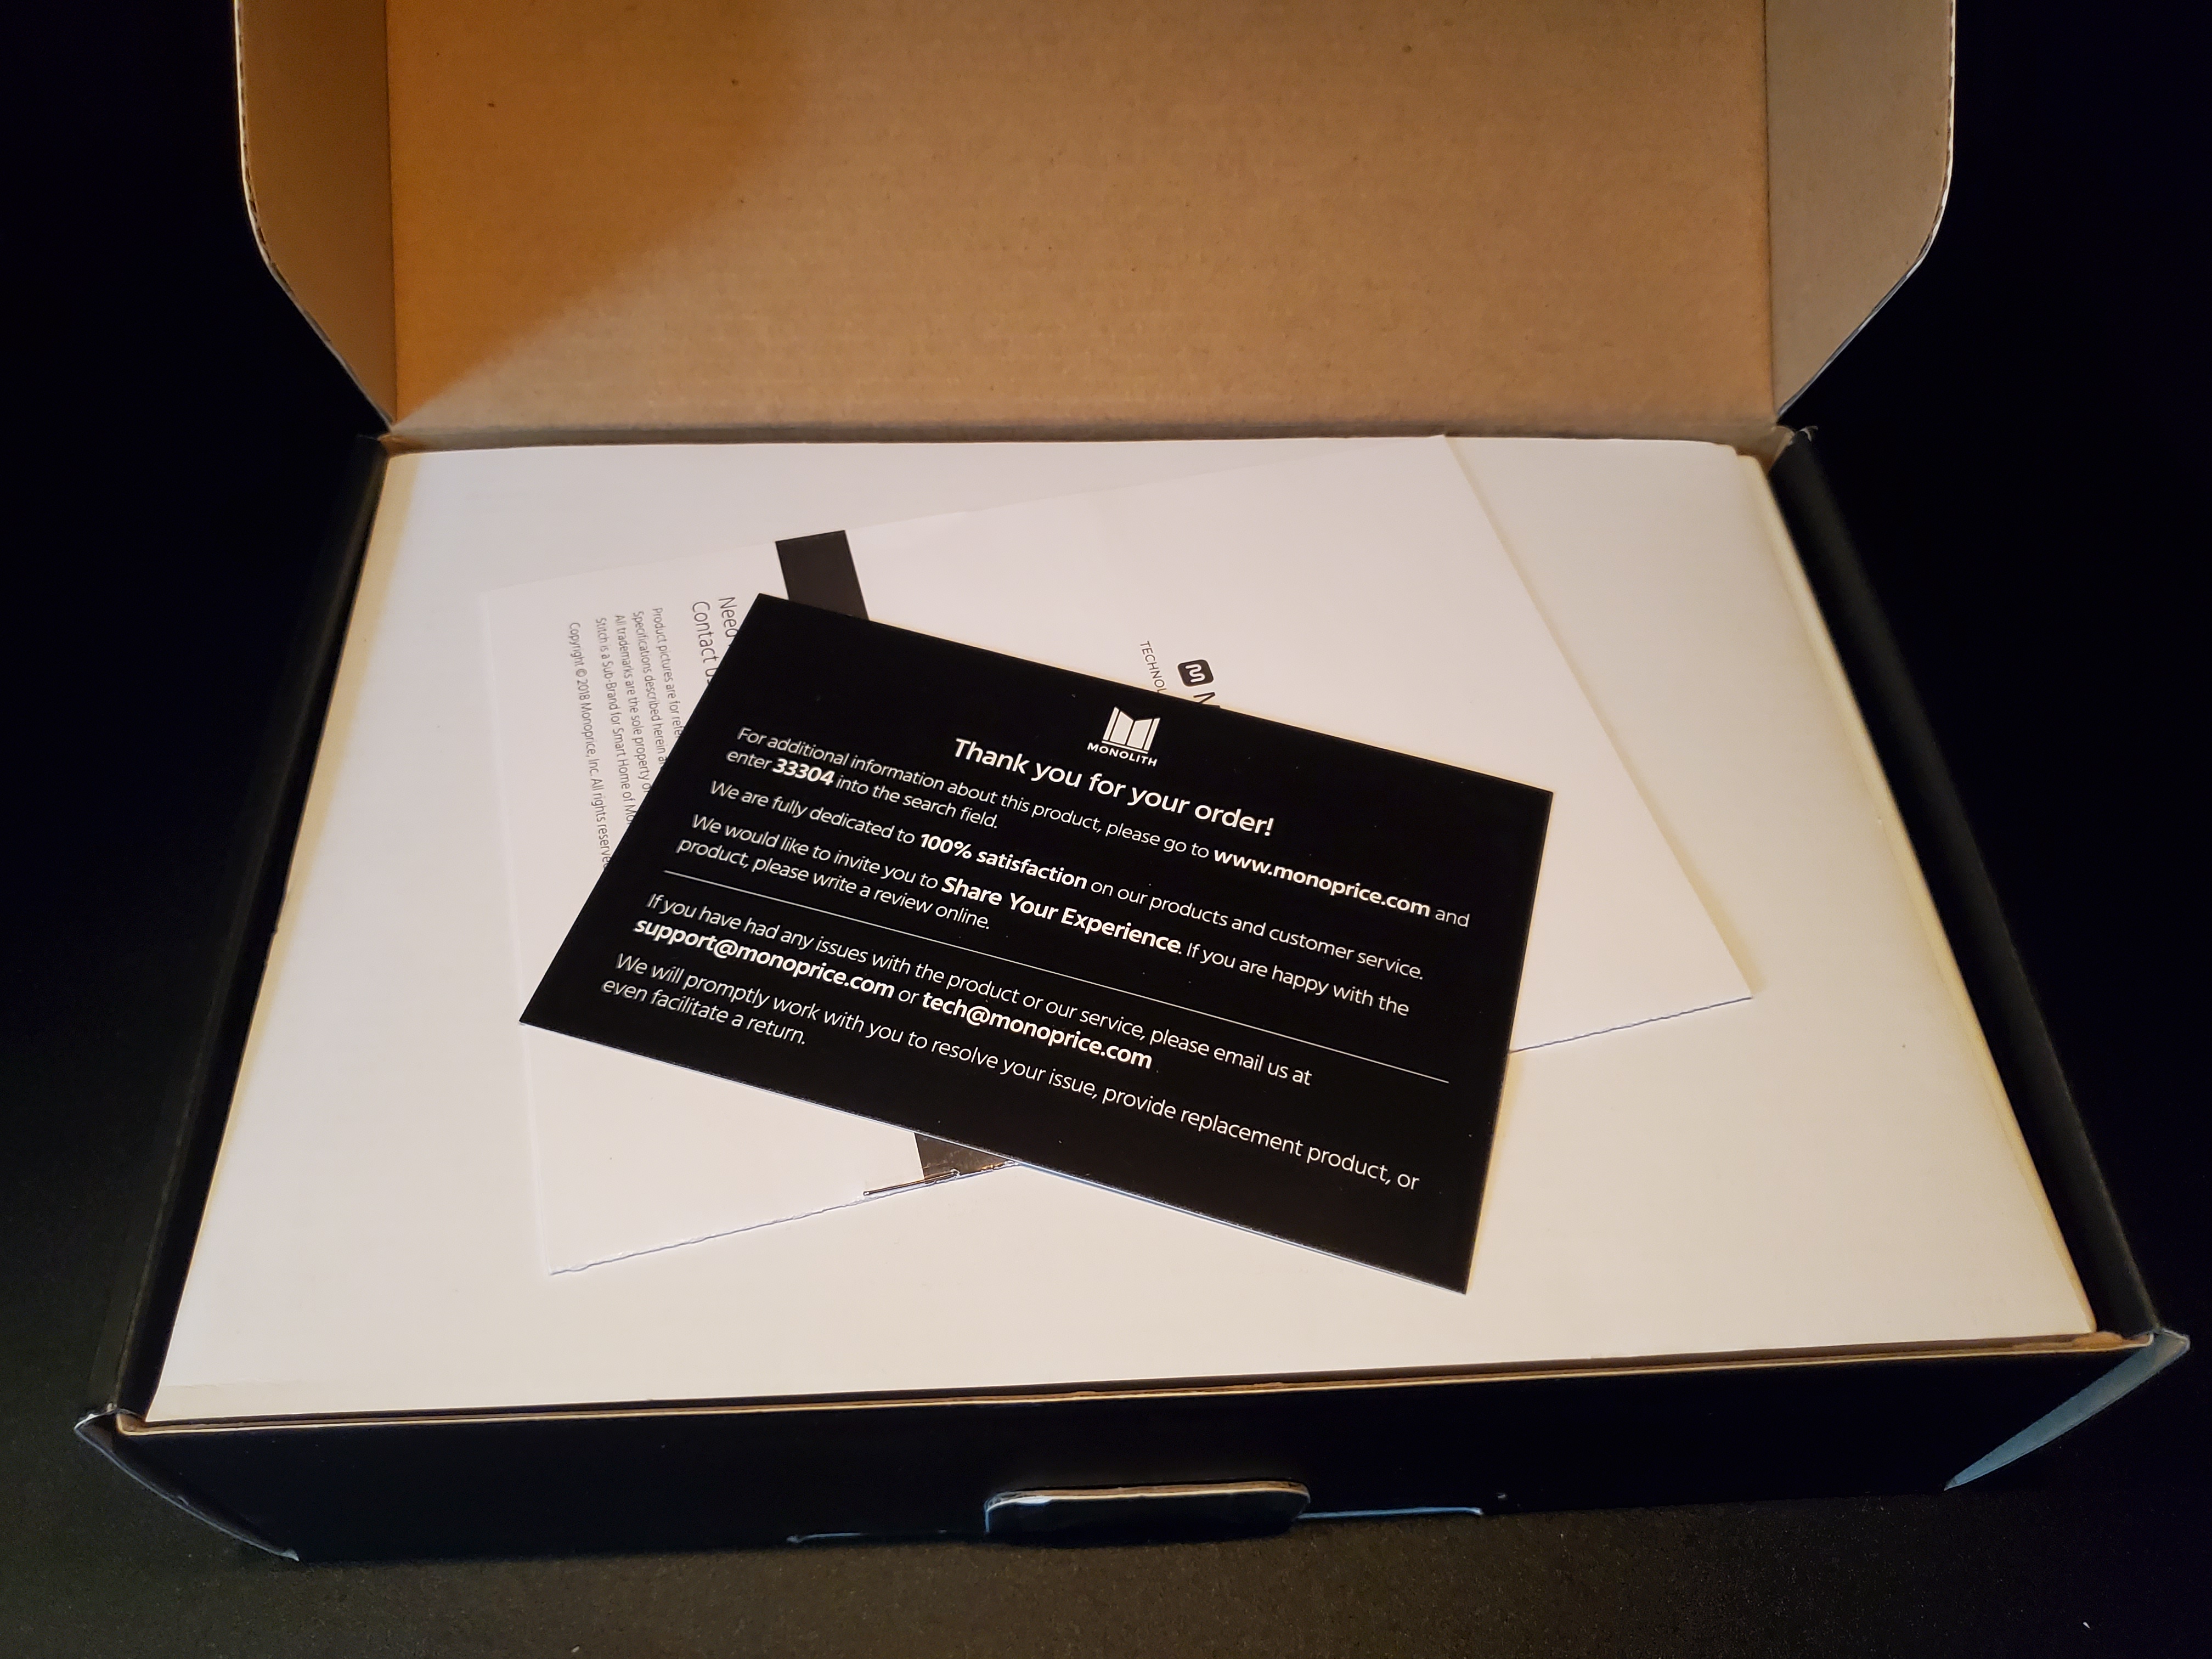 MONOLITH
Thank you for your order!
For additional information about this product, please go to www.monoprice.com and
enter 33304 into the search field.
We are fully dedicated to 100% satisfaction on our products and customer service.
We would like to invite you to Share Your Experience. If you are happy with the
product, please write a review online.
If you have had any issues with the product or our service, please email us at
support@monoprice.com or tech@monoprice.com
We will promptly work with you to resolve your issue, provide replacement product, or
even facilitate a return.
Need
Contact us
Product pictures are for
Specifications described herein
All trademarks are the sole property
Stitch is a Sub-Brand for Smart Home of
Copyright © 2018 Monoprice, Inc. All rights